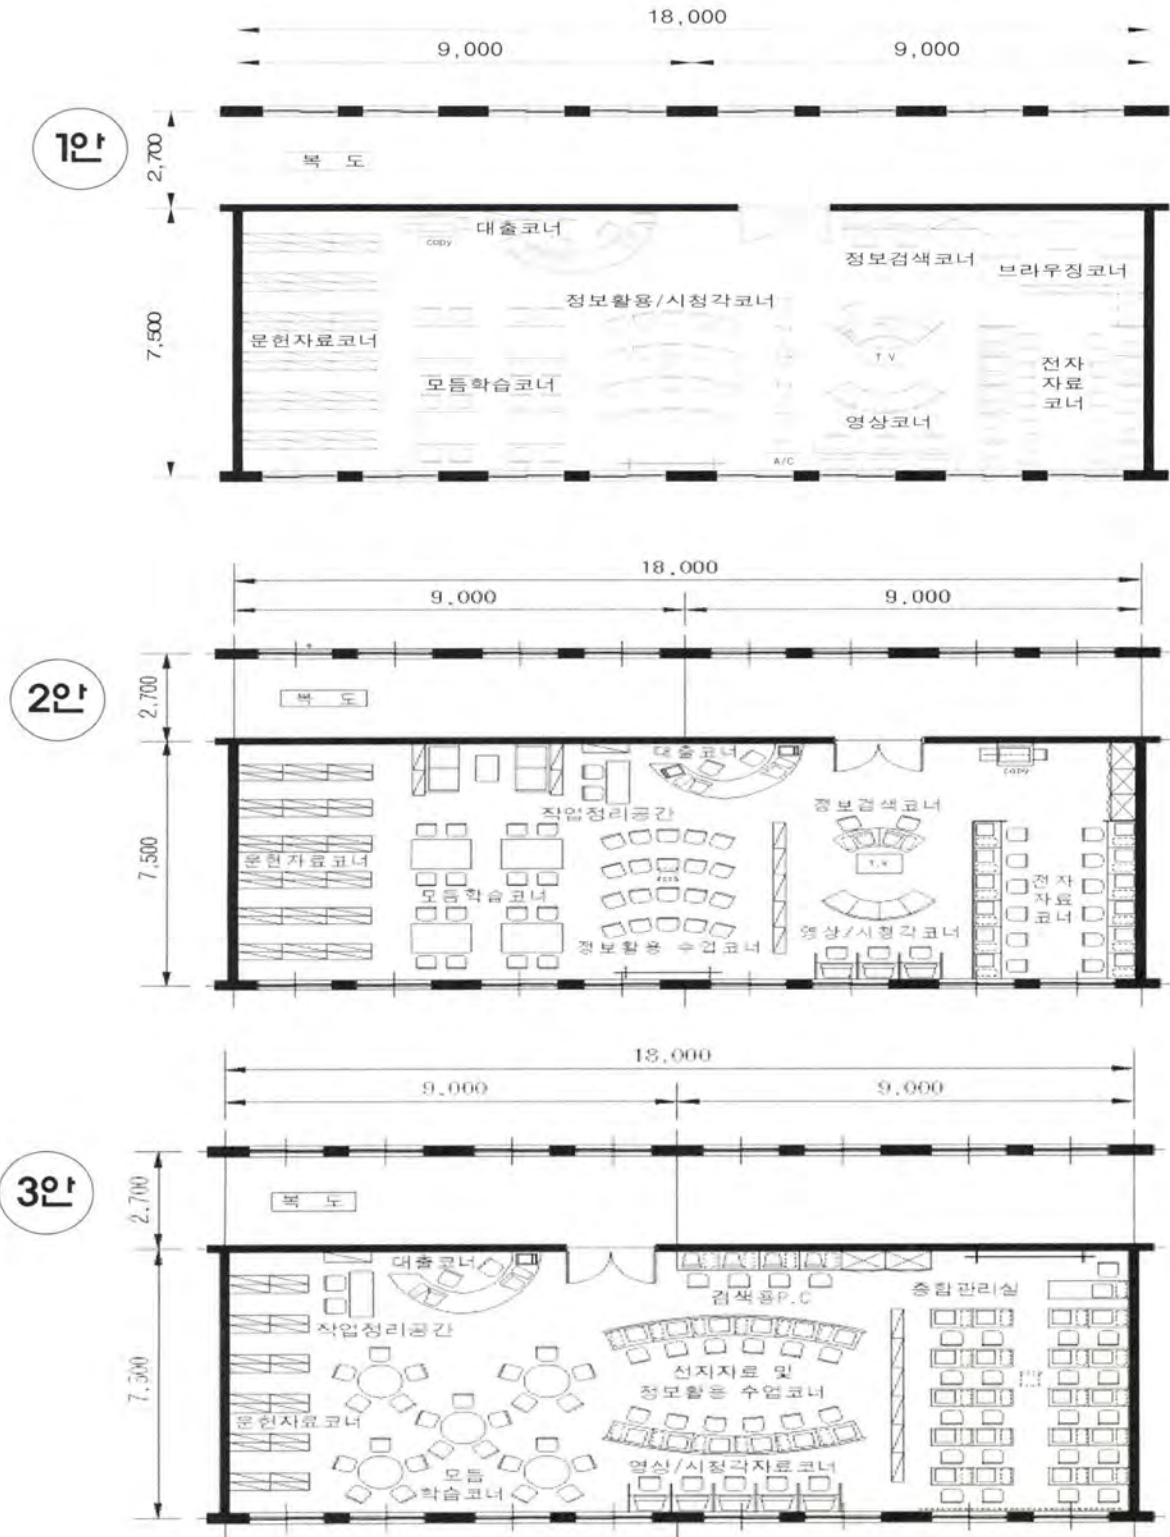 18,000
9,000
9,000
1안
2,700
복 도
7,500
copy
대출코너
정보검색코너
브라우징코너
정보활용/시청각코너
문헌자료코너
T V
모둠학습코너
전자
자료
코너
영상코너
A/C
18,000
9,000
9,000
2안
2,700
복 도
7,500
대출코너
copy
작업정리공간
정보검색코너
문헌자료코너
T.V
모둠학습코너
전자
자료
코너
정보활용 수업코너
영상/시청각코너
18,000
9,000
9,000
3안
2,700
복 도
7,500
대출코너
검색용P.C
종합관리실
작업정리공간
전자자료 및
정보활용 수업코너
문헌자료코너
모둠
학습코너
영상/시청각자료코너